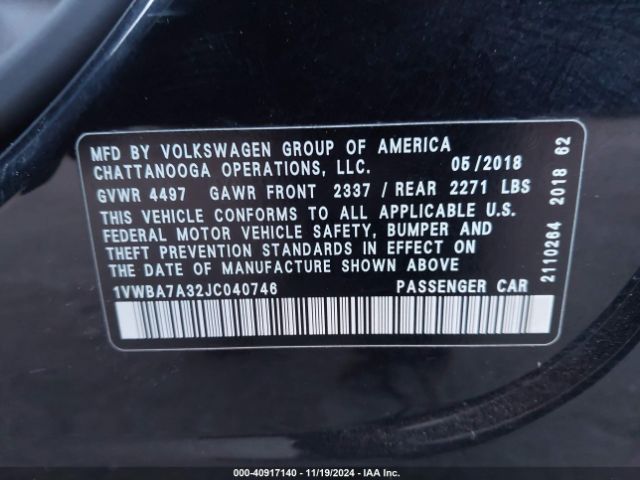 MFD BY VOLKSWAGEN GROUP OF AMERICA
CHATTANOOGA OPERATIONS, LLC. 05/2018
GVWR 4497 GAWR FRONT 2337 / REAR 2271 LBS
THIS VEHICLE CONFORMS TO ALL APPLICABLE U.S.
FEDERAL MOTOR VEHICLE SAFETY, BUMPER AND
THEFT PREVENTION STANDARDS IN EFFECT ON
THE DATE OF MANUFACTURE SHOWN ABOVE
1VWBA7A32JC040746 PASSENGER CAR
2110264 2018 62
000-40917140 - 11/19/2024 - IAA Inc.